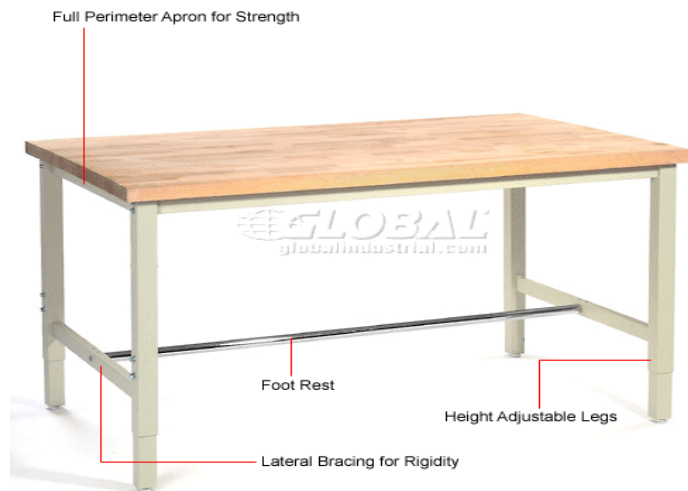 Full Perimeter Apron for Strength
GLOBAL
globalindustrial.com
Foot Rest
Height Adjustable Legs
Lateral Bracing for Rigidity